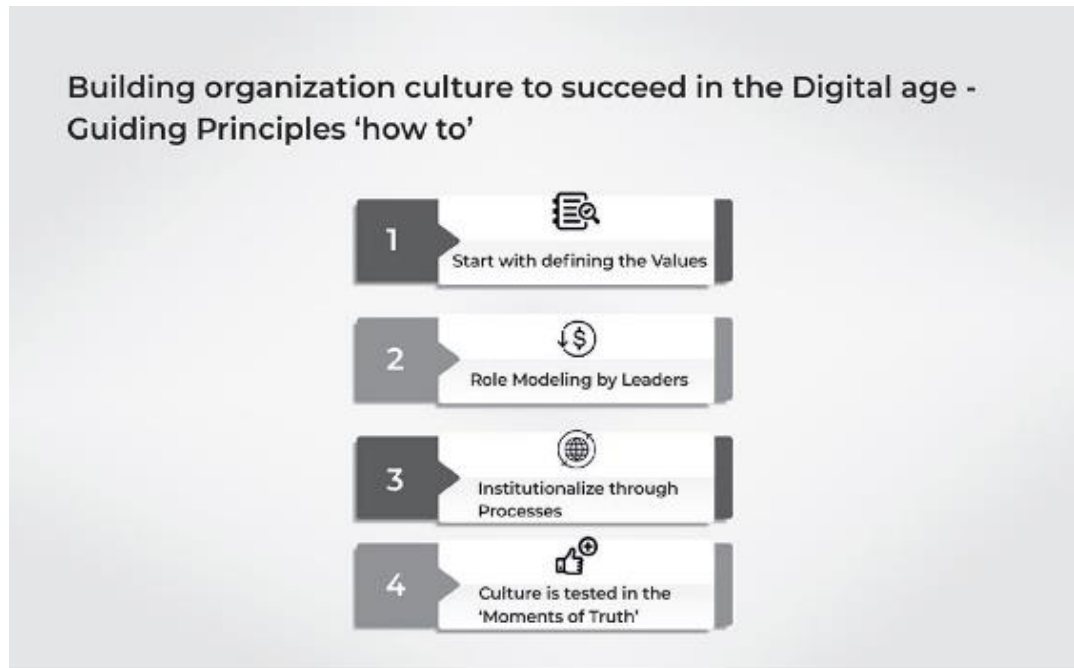 Building organization culture to succeed in the Digital age -
Guiding Principles ‘how to’
1
Start with defining the Values
2
Role Modeling by Leaders
3
Institutionalize through
Processes
4
Culture is tested in the
‘Moments of Truth’